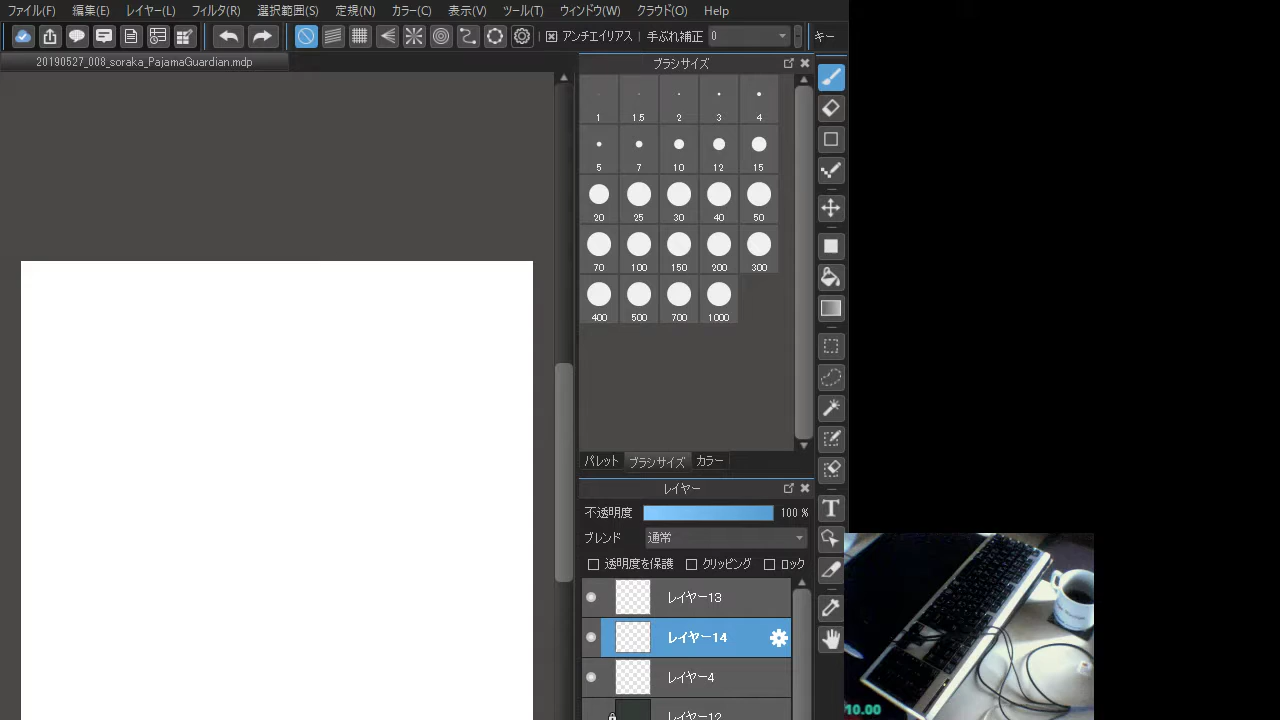 ファイル(F) 編集(E) レイヤー(L) フィルタ(R) 選択範囲(S) 定規(N) カラー(C) 表示(V) ツール(T) ウィンドウ(W) クラウド(O) Help
アンチエイリアス 手ぶれ補正 0 キー
20190527_008_soraka_PajamaGuardian.mdp
ブラシサイズ
1 1.5 2 3 4
5 7 10 12 15
20 25 30 40 50
70 100 150 200 300
400 500 700 1000
パレット ブラシサイズ カラー
レイヤー
不透明度 100 %
ブレンド 通常
透明度を保護 クリッピング ロック
レイヤー13
レイヤー14
レイヤー4
レイヤー12
10.00